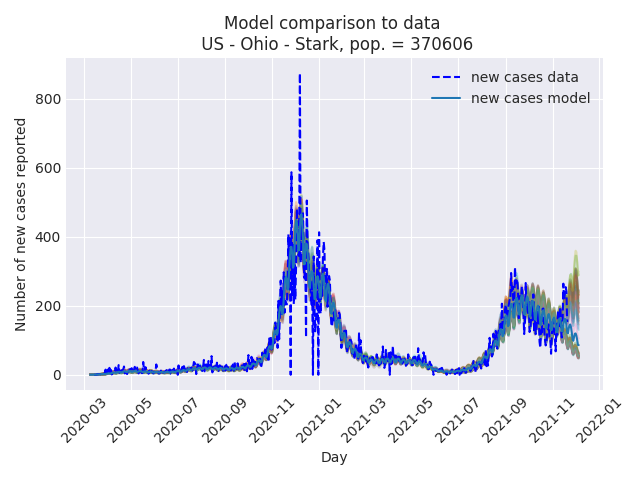 Model comparison to data
US - Ohio - Stark, pop. = 370606
new cases data
new cases model
Number of new cases reported
800
600
400
200
0
2020-03
2020-05
2020-07
2020-09
2020-11
2021-01
2021-03
2021-05
2021-07
2021-09
2021-11
2022-01
Day